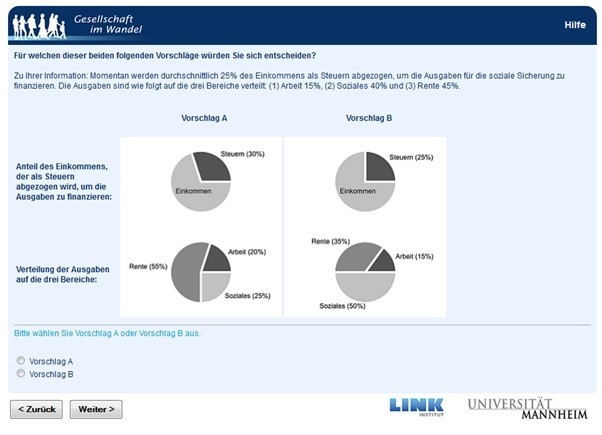 Gesellschaft
im Wandel
Hilfe
Für welchen dieser beiden folgenden Vorschläge würden Sie sich entscheiden?
Zu Ihrer Information: Momentan werden durchschnittlich 25% des Einkommens als Steuern abgezogen, um die Ausgaben für die soziale Sicherung zu
finanzieren. Die Ausgaben sind wie folgt auf die drei Bereiche verteilt: (1) Arbeit 15%, (2) Soziales 40% und (3) Rente 45%.
Vorschlag A
Vorschlag B
Anteil des Einkommens,
der als Steuern
abgezogen wird, um die
Ausgaben zu finanzieren:
Steuern (30%)
Einkommen
Steuern (25%)
Einkommen
Verteilung der Ausgaben
auf die drei Bereiche:
Rente (55%)
Arbeit (20%)
Soziales (25%)
Rente (35%)
Arbeit (15%)
Soziales (50%)
Bitte wählen Sie Vorschlag A oder Vorschlag B aus.
Vorschlag A
Vorschlag B
< Zurück
Weiter >
LINK
INSTITUT
UNIVERSITÄT
MANNHEIM